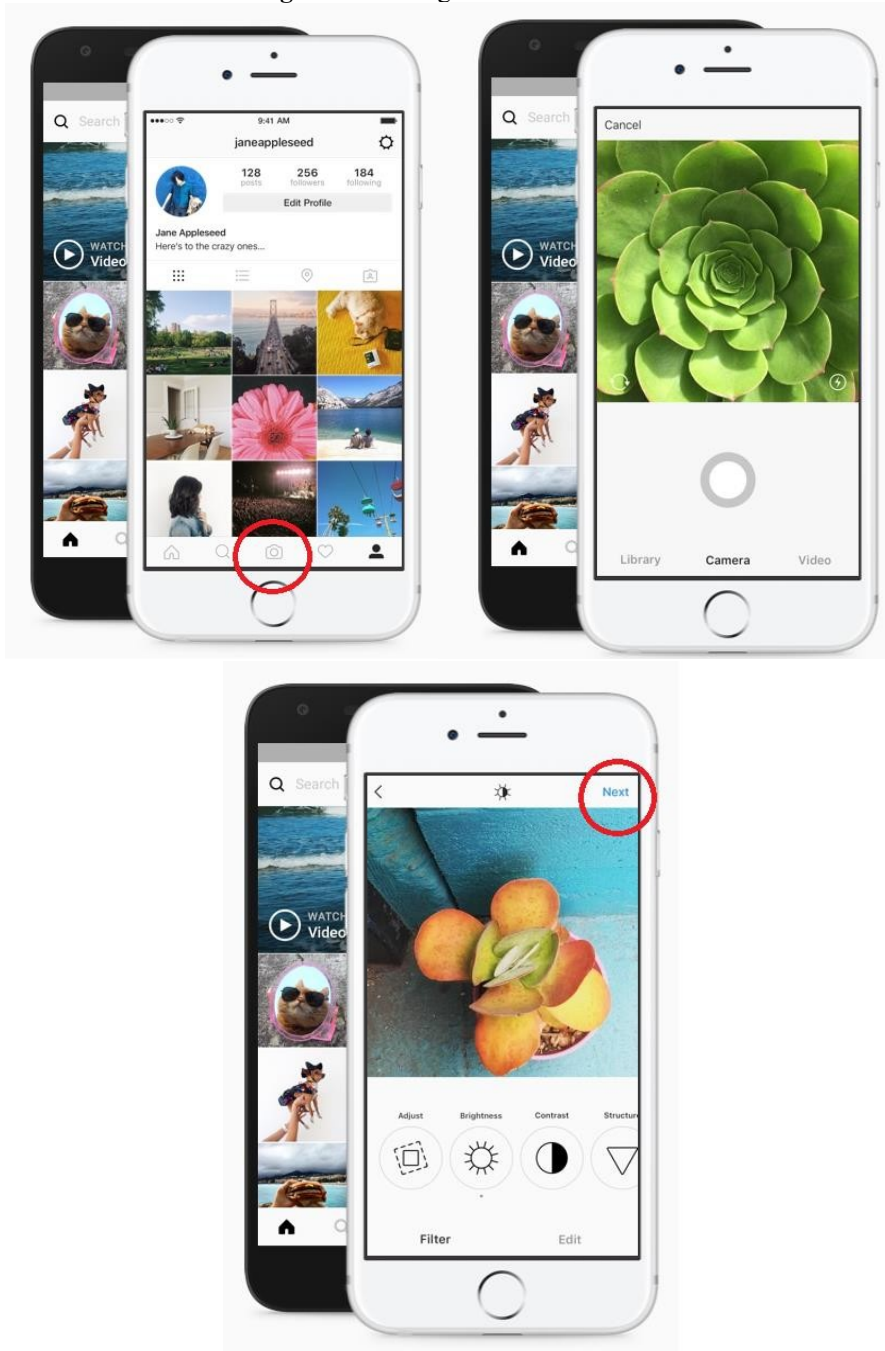 Search
WATCH
Video
9:41 AM
janeappleseed
128 256 184
posts followers following
Edit Profile
Jane Appleseed
Here's to the crazy ones...
Search
WATCH
Video
Cancel
Library Camera Video
Search
WATCH
Video
Next
Adjust Brightness Contrast Structure
Filter Edit